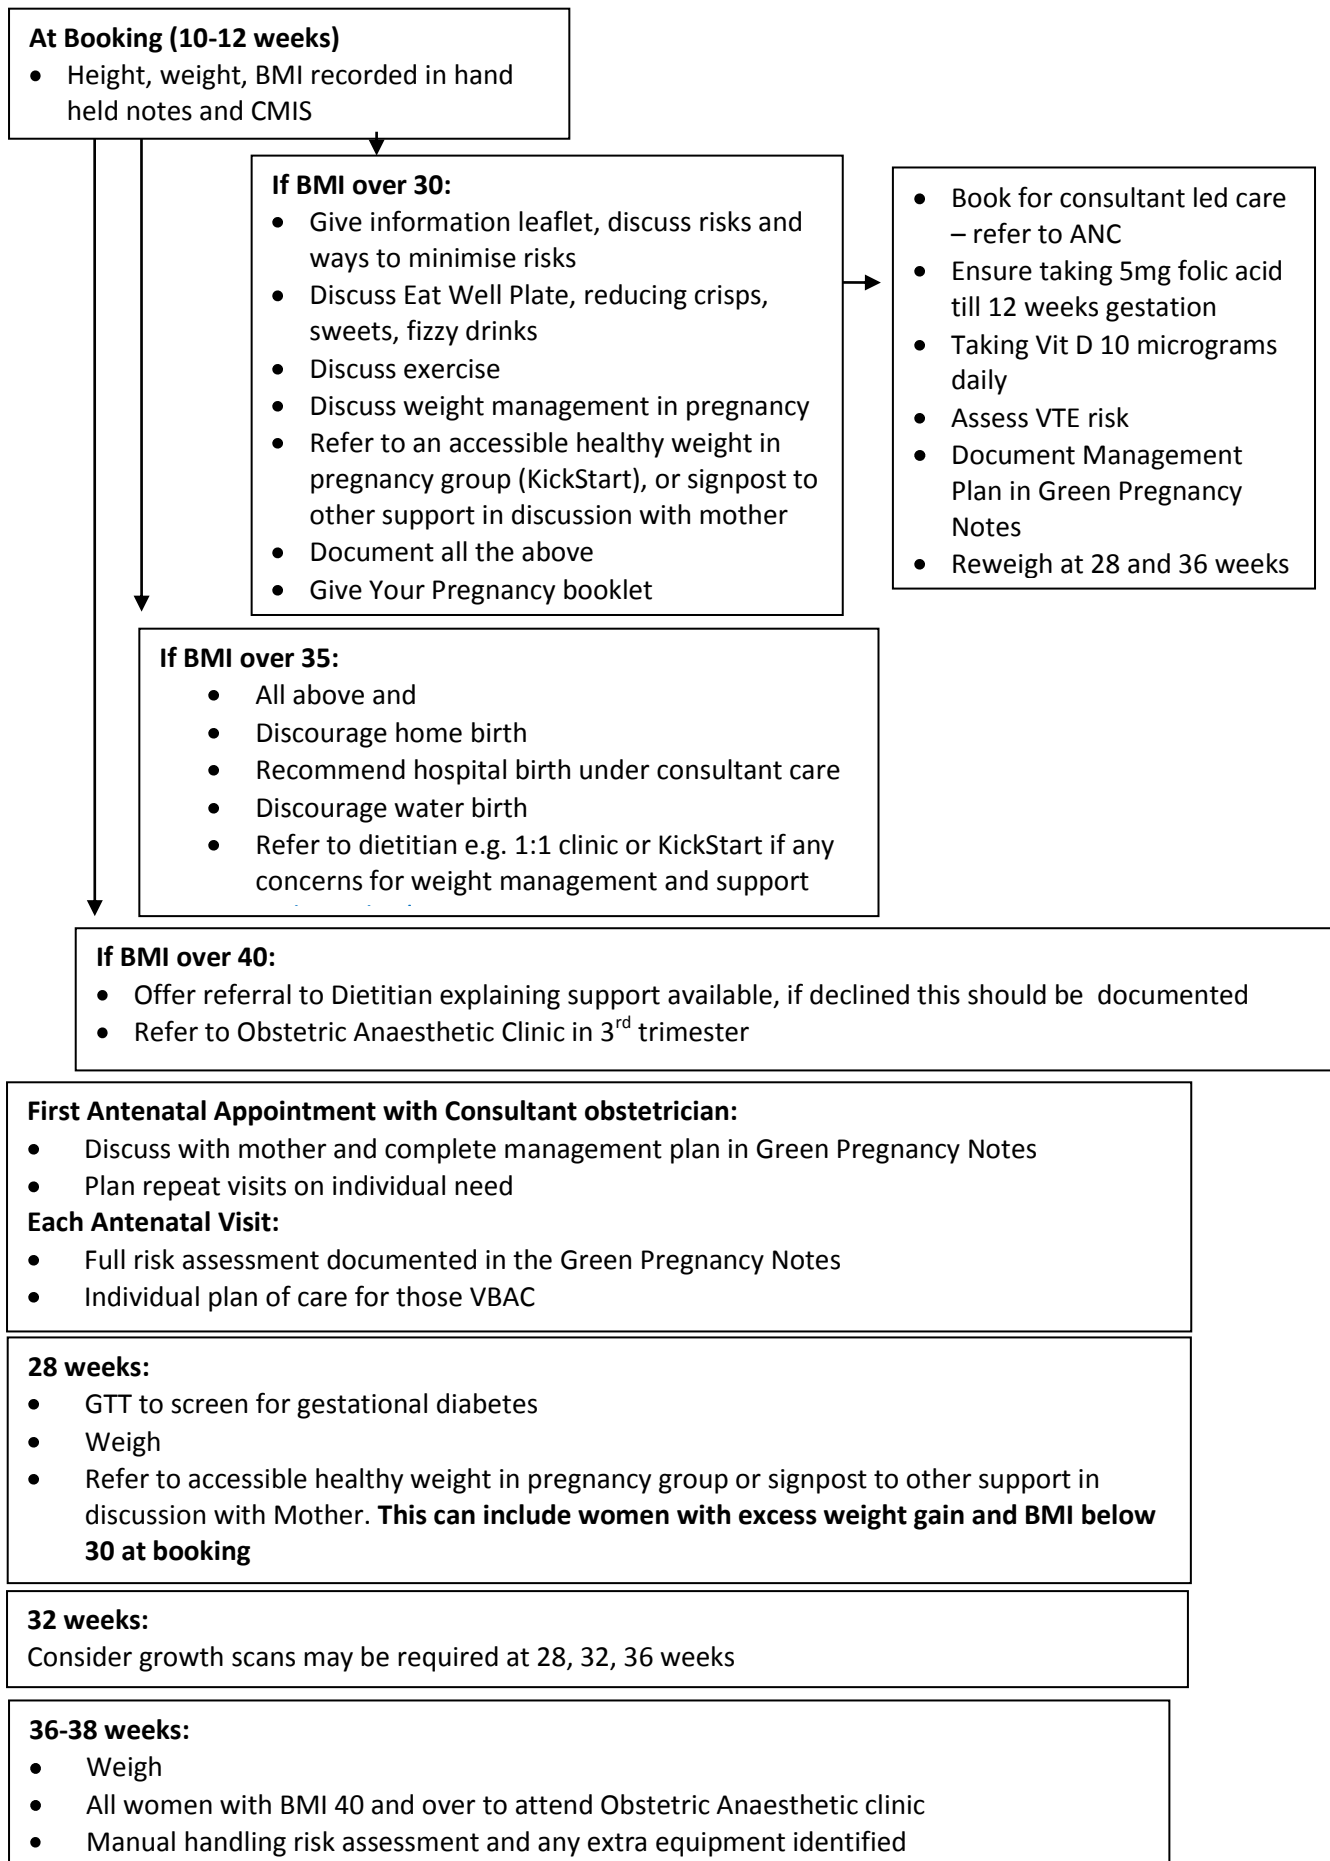 At Booking (10-12 weeks)
• Height, weight, BMI recorded in hand
held notes and CMIS
If BMI over 30:
• Give information leaflet, discuss risks and
ways to minimise risks
• Discuss Eat Well Plate, reducing crisps,
sweets, fizzy drinks
• Discuss exercise
• Discuss weight management in pregnancy
• Refer to an accessible healthy weight in
pregnancy group (KickStart), or signpost to
other support in discussion with mother
• Document all the above
• Give Your Pregnancy booklet
• Book for consultant led care
– refer to ANC
• Ensure taking 5mg folic acid
till 12 weeks gestation
• Taking Vit D 10 micrograms
daily
• Assess VTE risk
• Document Management
Plan in Green Pregnancy
Notes
• Reweigh at 28 and 36 weeks
If BMI over 35:
• All above and
• Discourage home birth
• Recommend hospital birth under consultant care
• Discourage water birth
• Refer to dietitian e.g. 1:1 clinic or KickStart if any
concerns for weight management and support
If BMI over 40:
• Offer referral to Dietitian explaining support available, if declined this should be documented
• Refer to Obstetric Anaesthetic Clinic in 3rd trimester
First Antenatal Appointment with Consultant obstetrician:
• Discuss with mother and complete management plan in Green Pregnancy Notes
• Plan repeat visits on individual need
Each Antenatal Visit:
• Full risk assessment documented in the Green Pregnancy Notes
• Individual plan of care for those VBAC
28 weeks:
• GTT to screen for gestational diabetes
• Weigh
• Refer to accessible healthy weight in pregnancy group or signpost to other support in
discussion with Mother. This can include women with excess weight gain and BMI below
30 at booking
32 weeks:
Consider growth scans may be required at 28, 32, 36 weeks
36-38 weeks:
• Weigh
• All women with BMI 40 and over to attend Obstetric Anaesthetic clinic
• Manual handling risk assessment and any extra equipment identified